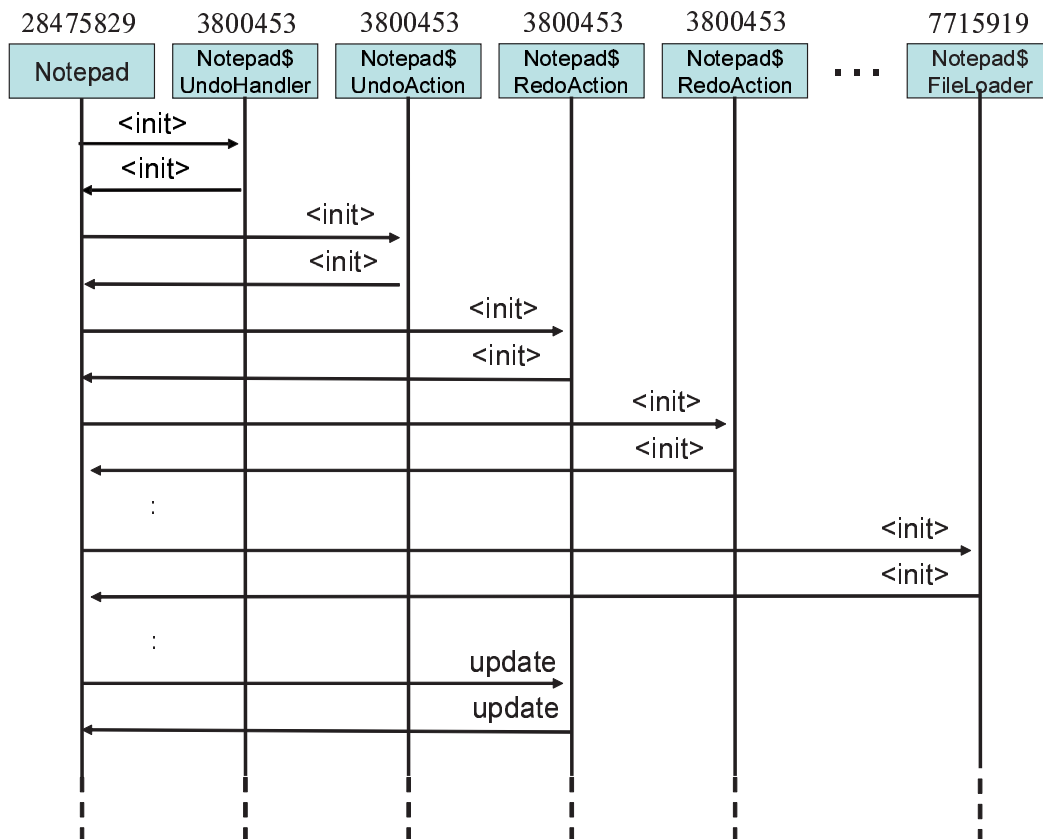 28475829 3800453 3800453 3800453 3800453 7715919
Notepad
Notepad$
UndoHandler
Notepad$
UndoAction
Notepad$
RedoAction
Notepad$
RedoAction
...
Notepad$
FileLoader
<init>
<init>
<init>
<init>
<init>
<init>
<init>
<init>
:
<init>
<init>
:
update
update